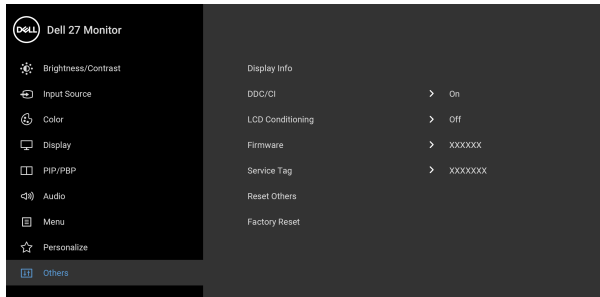 DELL Dell 27 Monitor
Brightness/Contrast Display Info
Input Source DDC/CI On
Color LCD Conditioning Off
Display Firmware XXXXXX
PIP/PBP Service Tag XXXXXXX
Audio Reset Others
Menu Factory Reset
Personalize
Others